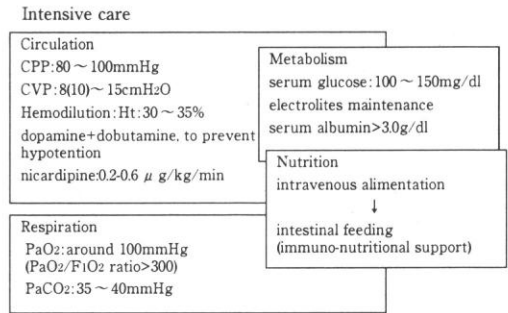 Intensive care
Circulation
CPP:80～100mmHg
CVP:8(10)～15cmH2O
Hemodilution:Ht:30～35%
dopamine+dobutamine, to prevent
hypotention
nicardipine:0.2-0.6 μ g/kg/min
Metabolism
serum glucose:100～150mg/dl
electrolites maintenance
serum albumin>3.0g/dl
Nutrition
intravenous alimentation
↓
intestinal feeding
(immuno-nutritional support)
Respiration
PaO2:around 100mmHg
(PaO2/F1O2 ratio>300)
PaCO2:35～40mmHg